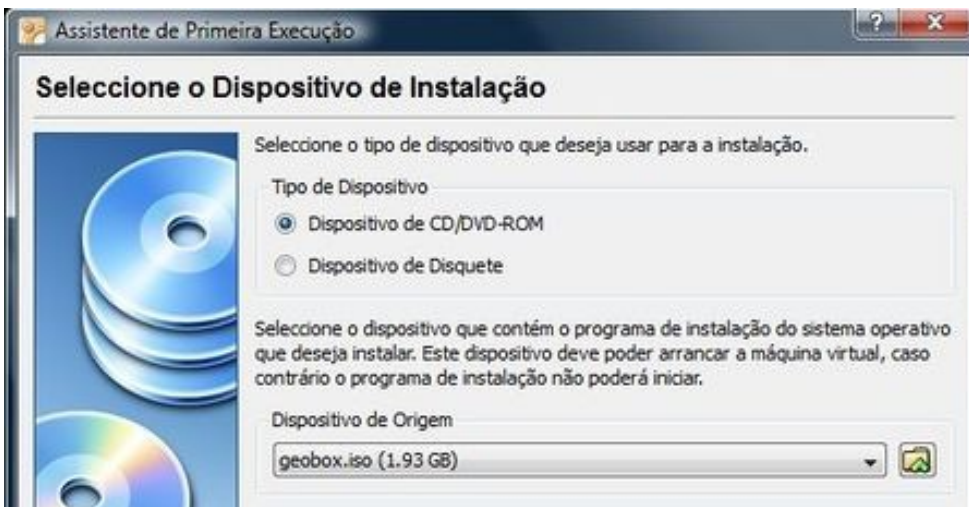 Assistente de Primeira Execução
Seleccione o Dispositivo de Instalação
Seleccione o tipo de dispositivo que deseja usar para a instalação.
Tipo de Dispositivo
Dispositivo de CD/DVD-ROM
Dispositivo de Disquete
Seleccione o dispositivo que contém o programa de instalação do sistema operativo
que deseja instalar. Este dispositivo deve poder arrancar a máquina virtual, caso
contrário o programa de instalação não poderá iniciar.
Dispositivo de Origem
geobox.iso (1.93 GB)